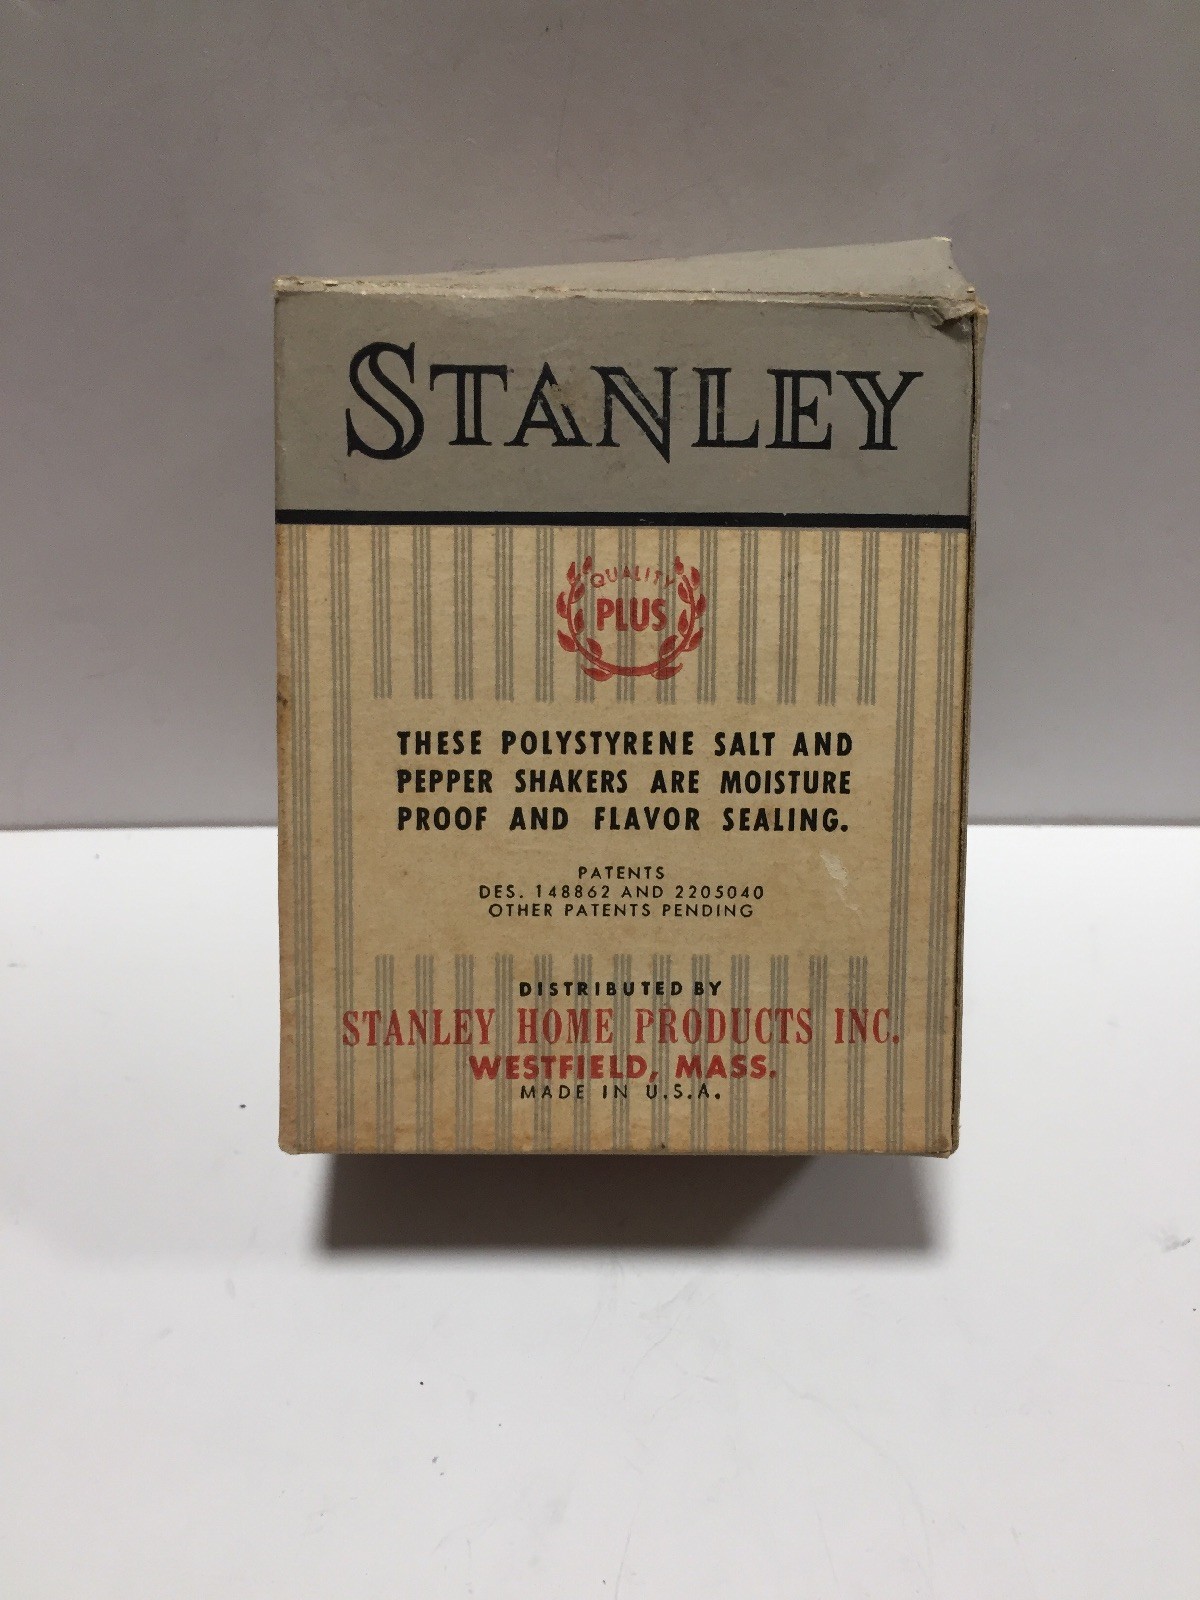 STANLEY
QUALITY
PLUS
THESE POLYSTYRENE SALT AND
PEPPER SHAKERS ARE MOISTURE
PROOF AND FLAVOR SEALING.
PATENTS
DES. 148862 AND 2205040
OTHER PATENTS PENDING
DISTRIBUTED BY
STANLEY HOME PRODUCTS INC.
WESTFIELD, MASS.
MADE IN U.S.A.